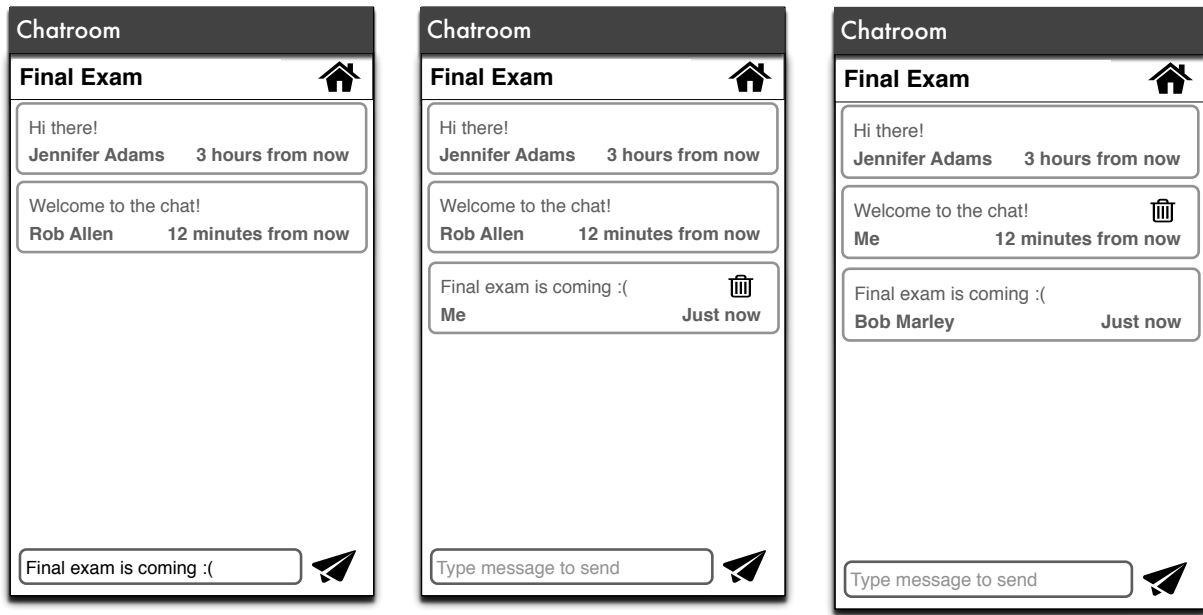 Chatroom
Final Exam
Hi there!
Jennifer Adams 3 hours from now
Welcome to the chat!
Rob Allen 12 minutes from now
Final exam is coming :(
Chatroom
Final Exam
Hi there!
Jennifer Adams 3 hours from now
Welcome to the chat!
Rob Allen 12 minutes from now
Final exam is coming :(
Me Just now
Type message to send
Chatroom
Final Exam
Hi there!
Jennifer Adams 3 hours from now
Welcome to the chat!
Me 12 minutes from now
Final exam is coming :(
Bob Marley Just now
Type message to send